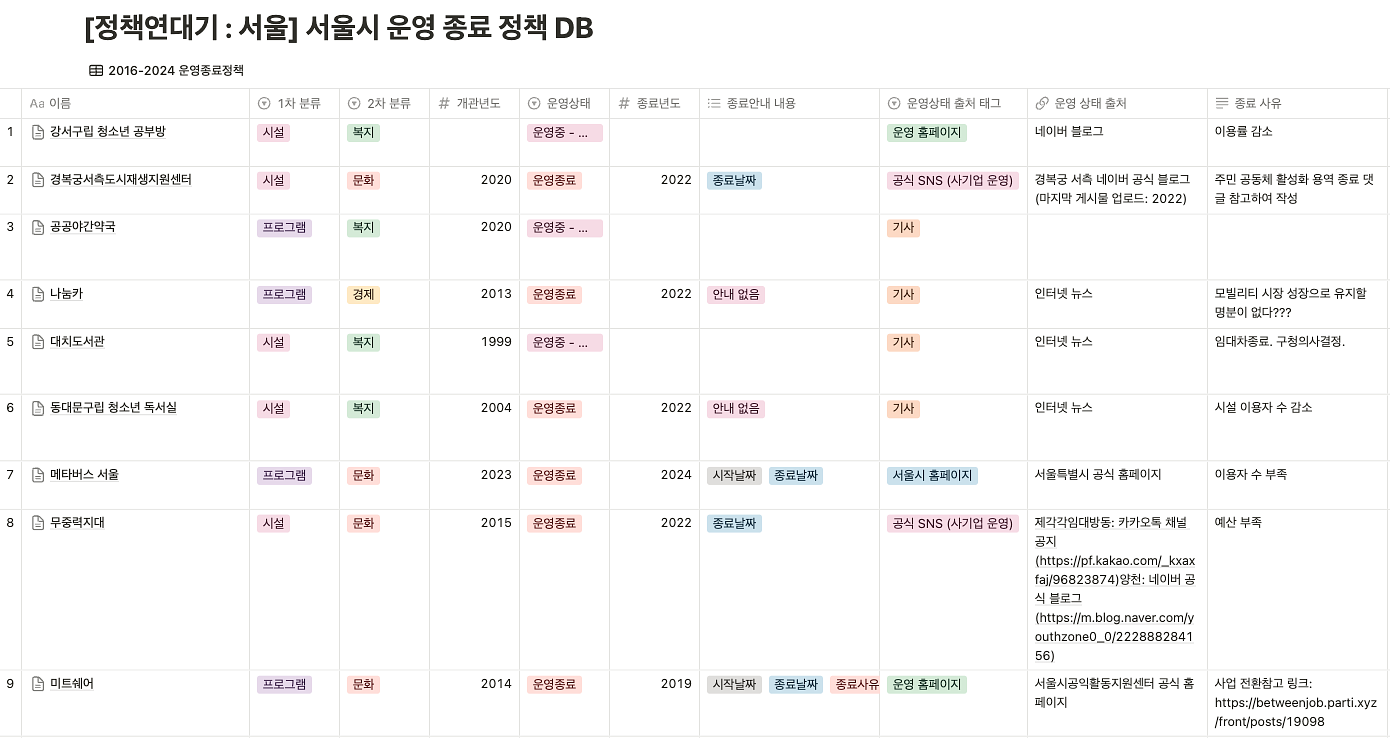 [정책연대기 : 서울] 서울시 운영 종료 정책 DB
2016-2024 운영종료정책
Aa 이름 1차 분류 2차 분류 # 개관년도 운영상태 # 종료년도 종료안내 내용 운영상태 출처 태그 운영 상태 출처 종료 사유
1 강서구립 청소년 공부방 시설 복지 운영중 - ... 운영 홈페이지 네이버 블로그 이용률 감소
2 경복궁서측도시재생지원센터 시설 문화 2020 운영종료 2022 종료날짜 공식 SNS (사기업 운영) 경복궁 서측 네이버 공식 블로그 주민 공동체 활성화 용역 종료 댓
(마지막 게시물 업로드: 2022) 글 참고하여 작성
3 공공야간약국 프로그램 복지 2020 운영중 - ... 기사
4 나눔카 프로그램 경제 2013 운영종료 2022 안내 없음 기사 인터넷 뉴스 모빌리티 시장 성장으로 유지할
명분이 없다???
5 대치도서관 시설 복지 1999 운영중 - ... 기사 인터넷 뉴스 임대차종료. 구청의사결정.
6 동대문구립 청소년 독서실 시설 복지 2004 운영종료 2022 안내 없음 기사 인터넷 뉴스 시설 이용자 수 감소
7 메타버스 서울 프로그램 문화 2023 운영종료 2024 시작날짜 종료날짜 서울시 홈페이지 서울특별시 공식 홈페이지 이용자 수 부족
8 무중력지대 시설 문화 2015 운영종료 2022 종료날짜 공식 SNS (사기업 운영) 제각각임대방동: 카카오톡 채널 예산 부족
공지
(https://pf.kakao.com/_kxax
faj/96823874)양천: 네이버 공
식 블로그
(https://m.blog.naver.com/y
outhzone0_0/2228882841
56)
9 미트쉐어 프로그램 문화 2014 운영종료 2019 시작날짜 종료날짜 종료사유 운영 홈페이지 서울시공익활동지원센터 공식 홈 사업 전환참고 링크:
페이지 https://betweenjob.parti.xyz
/front/posts/19098